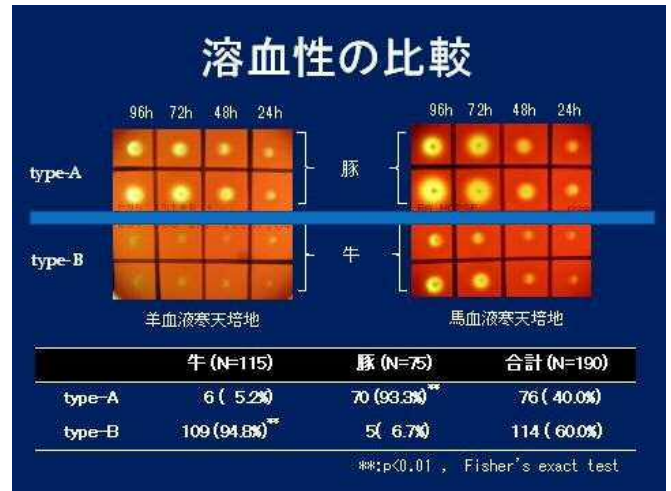 溶血性の比較
96h 72h 48h 24h 96h 72h 48h 24h
type-A 豚
type-B 牛
羊血液寒天培地 馬血液寒天培地
牛 (N=115) 豚 (N=75) 合計 (N=190)
type-A 6 ( 5.2%) 70 (93.3%)** 76 ( 40.0%)
type-B 109 (94.8%)** 5( 6.7%) 114 ( 60.0%)
**:p<0.01 , Fisher's exact test